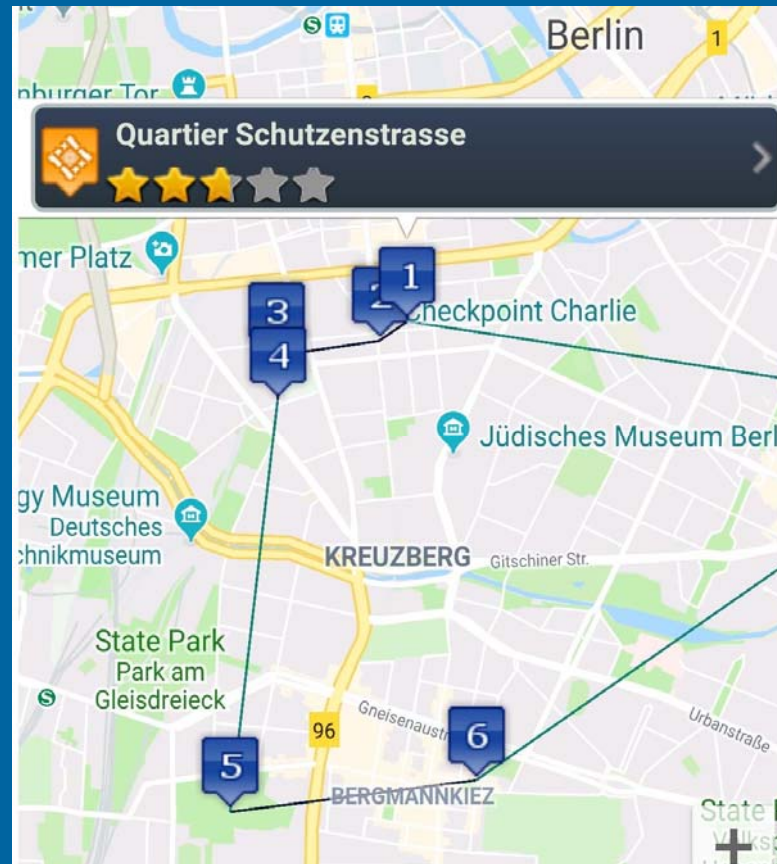 Berlin
1
S
nburger Tor
Quartier Schutzenstrasse
mer Platz
1
2
3
Checkpoint Charlie
4
Jüdisches Museum Berl
gy Museum
Deutsches
chnikmuseum
KREUZBERG
Gitschiner Str.
State Park
Park am
Gleisdreieck
S
96
Gneisenaustr
6
Urbanstraße
5
BERGMANNKIEZ
State
Volksp
+